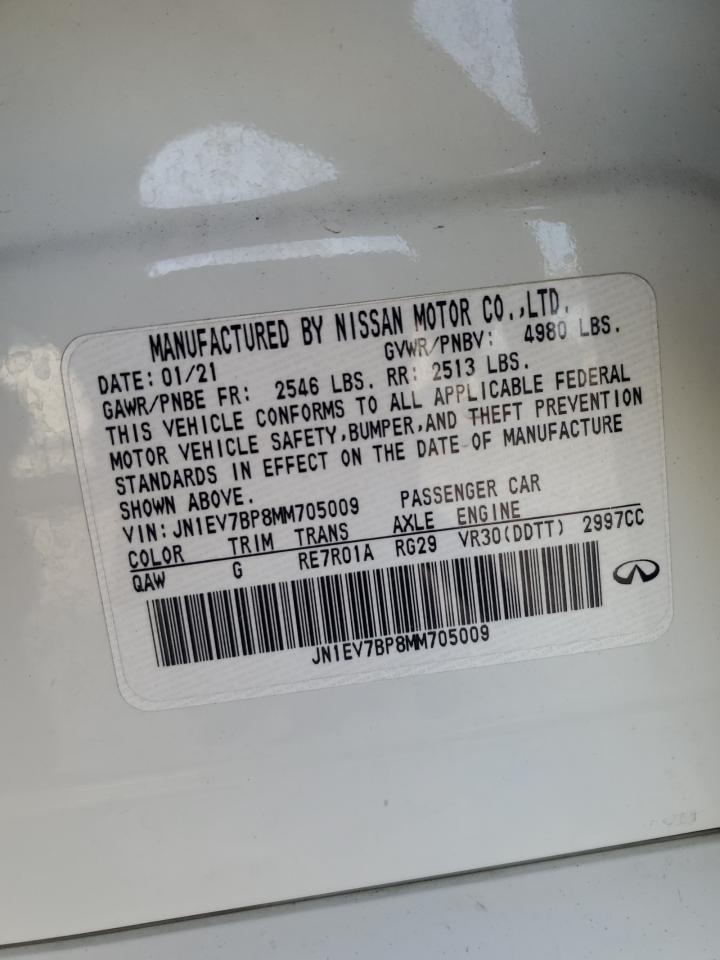 MANUFACTURED BY NISSAN MOTOR CO.,LTD.
DATE: 01/21 GVWR/PNBV: 4980 LBS.
GAWR/PNBE FR: 2546 LBS. RR: 2513 LBS.
THIS VEHICLE CONFORMS TO ALL APPLICABLE FEDERAL
MOTOR VEHICLE SAFETY,BUMPER,AND THEFT PREVENTION
STANDARDS IN EFFECT ON THE DATE OF MANUFACTURE
SHOWN ABOVE.
VIN: JN1EV7BP8MM705009 PASSENGER CAR
COLOR TRIM TRANS AXLE ENGINE
QAW G RE7R01A RG29 VR30(DDTT) 2997CC
JN1EV7BP8MM705009